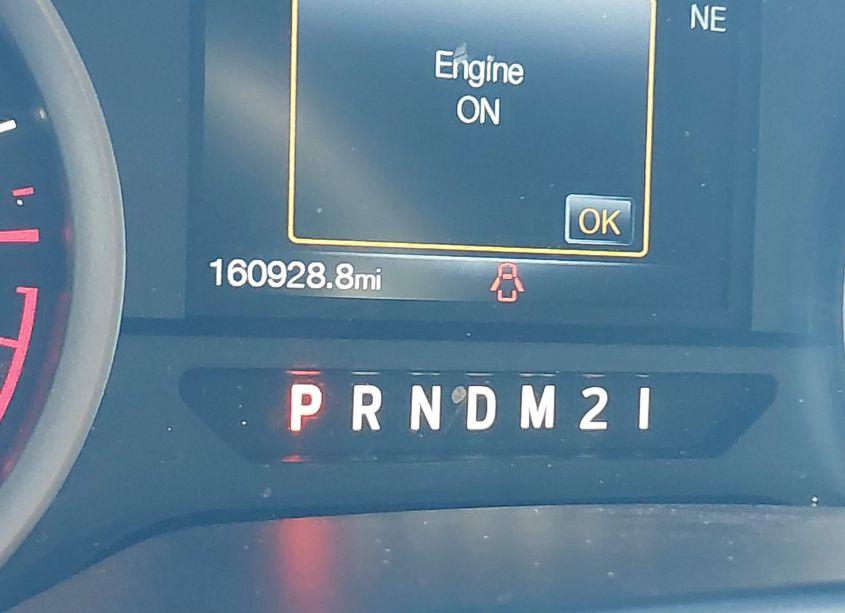 NE
Engine
ON
OK
160928.8mi
P R N D M 2 1